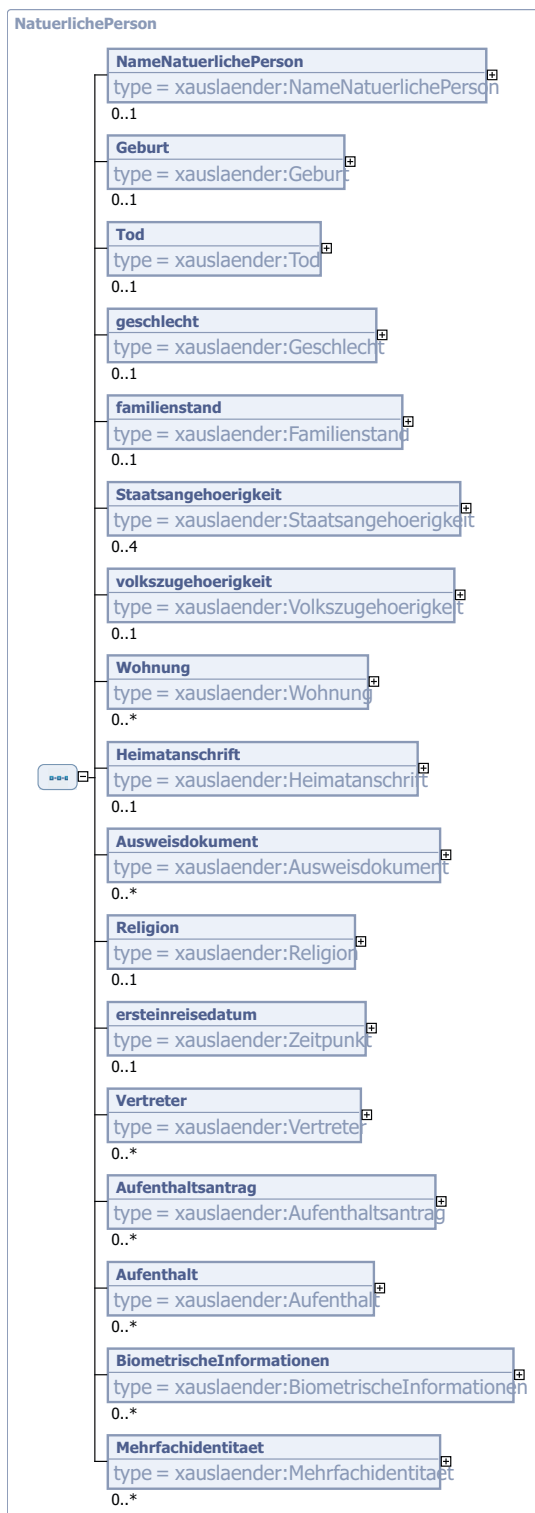 NatuerlichePerson
NameNatuerlichePerson
type = xauslaender:NameNatuerlichePerson
0..1
Geburt
type = xauslaender:Geburt
0..1
Tod
type = xauslaender:Tod
0..1
geschlecht
type = xauslaender:Geschlecht
0..1
familienstand
type = xauslaender:Familienstand
0..1
Staatsangehoerigkeit
type = xauslaender:Staatsangehoerigkeit
0..4
volkszugehoerigkeit
type = xauslaender:Volkszugehoerigkeit
0..1
Wohnung
type = xauslaender:Wohnung
0..*
Heimatanschrift
type = xauslaender:Heimatanschrift
0..1
Ausweisdokument
type = xauslaender:Ausweisdokument
0..*
Religion
type = xauslaender:Religion
0..1
ersteinreisedatum
type = xauslaender:Zeitpunkt
0..1
Vertreter
type = xauslaender:Vertreter
0..*
Aufenthaltsantrag
type = xauslaender:Aufenthaltsantrag
0..*
Aufenthalt
type = xauslaender:Aufenthalt
0..*
BiometrischeInformationen
type = xauslaender:BiometrischeInformationen
0..*
Mehrfachidentitaet
type = xauslaender:Mehrfachidentitaet
0..*